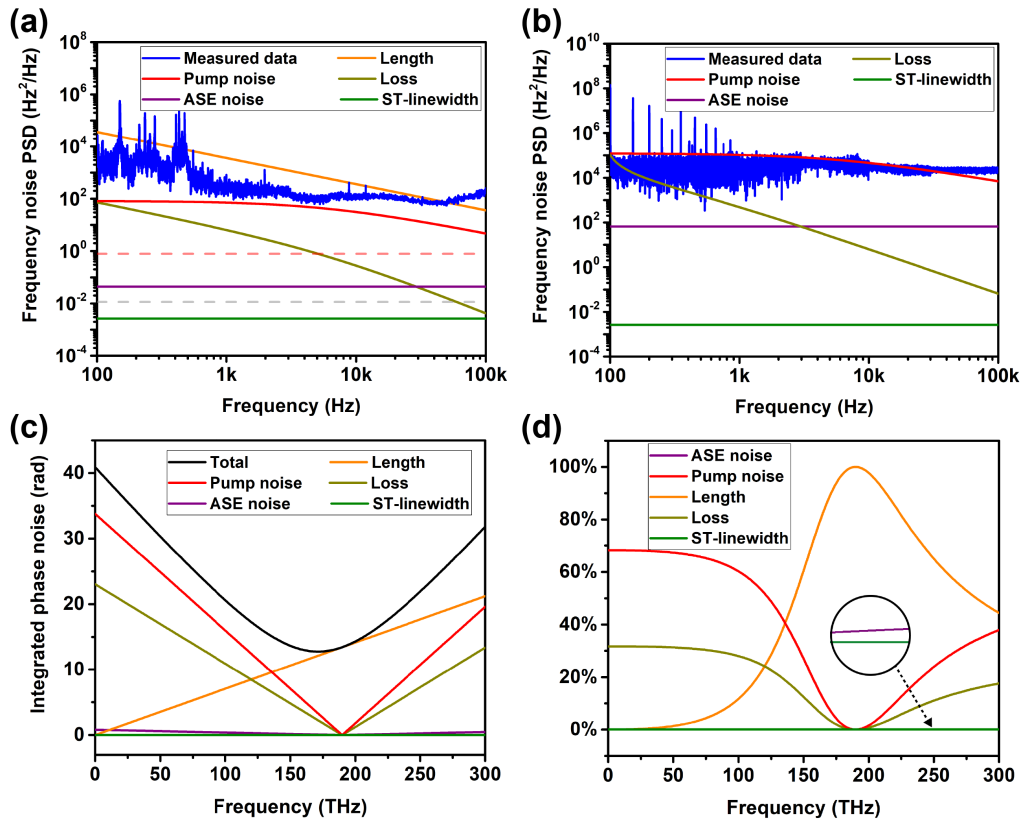 (a)
Frequency noise PSD (Hz²/Hz)
10⁸
10⁶
10⁴
10²
10⁰
10⁻²
10⁻⁴
Measured data
Pump noise
ASE noise
Length
Loss
ST-linewidth
100
1k
10k
100k
Frequency (Hz)
(b)
Frequency noise PSD (Hz²/Hz)
10¹⁰
10⁸
10⁶
10⁴
10²
10⁰
10⁻²
10⁻⁴
Measured data
Pump noise
ASE noise
Loss
ST-linewidth
100
1k
10k
100k
Frequency (Hz)
(c)
Integrated phase noise (rad)
40
30
20
10
0
Total
Pump noise
ASE noise
Length
Loss
ST-linewidth
0
50
100
150
200
250
300
Frequency (THz)
(d)
100%
80%
60%
40%
20%
0%
ASE noise
Pump noise
Length
Loss
ST-linewidth
0
50
100
150
200
250
300
Frequency (THz)